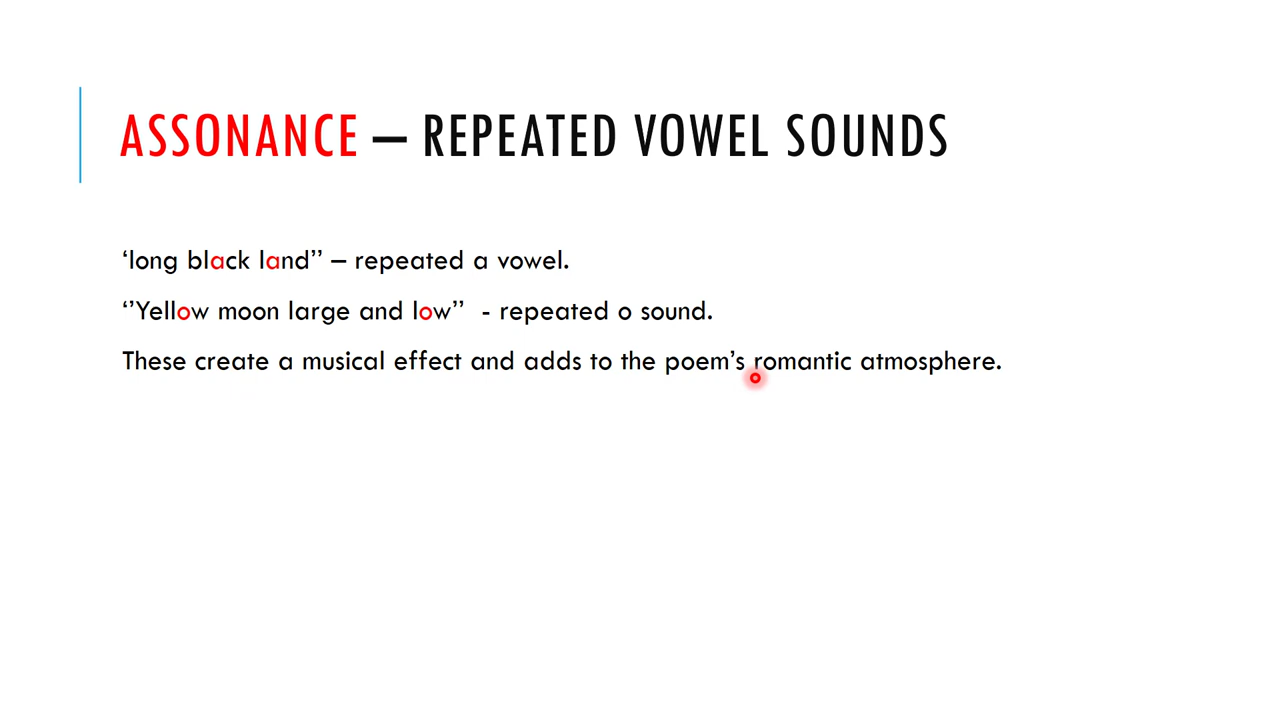 ASSONANCE – REPEATED VOWEL SOUNDS
‘long black land’’ – repeated a vowel.
‘’Yellow moon large and low’’ - repeated o sound.
These create a musical effect and adds to the poem’s romantic atmosphere.